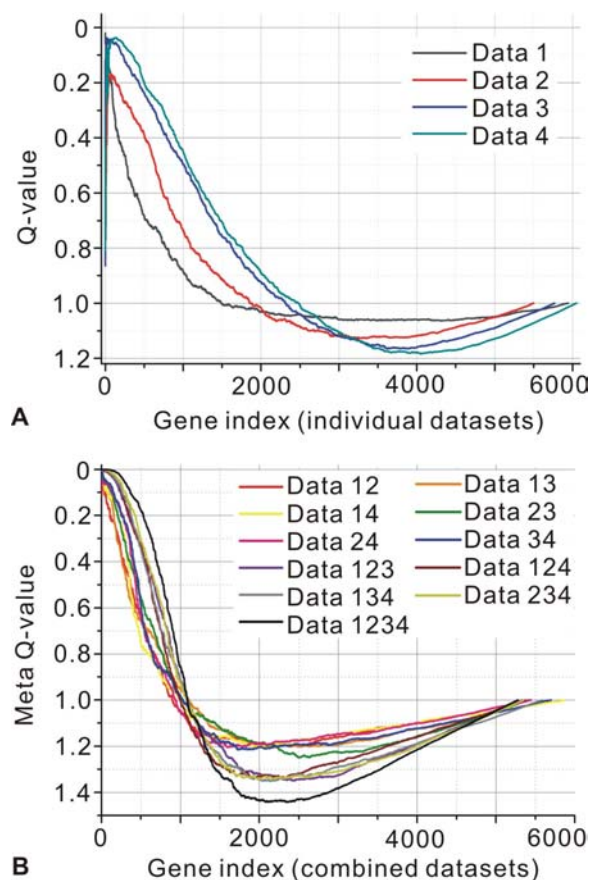 0
0.2
0.4
0.6
0.8
1.0
1.2
Q-value
Data 1
Data 2
Data 3
Data 4
0 2000 4000 6000
A Gene index (individual datasets)
0
0.2
0.4
0.6
0.8
1.0
1.2
1.4
Meta Q-value
Data 12 Data 13
Data 14 Data 23
Data 24 Data 34
Data 123 Data 124
Data 134 Data 234
Data 1234
0 2000 4000 6000
B Gene index (combined datasets)